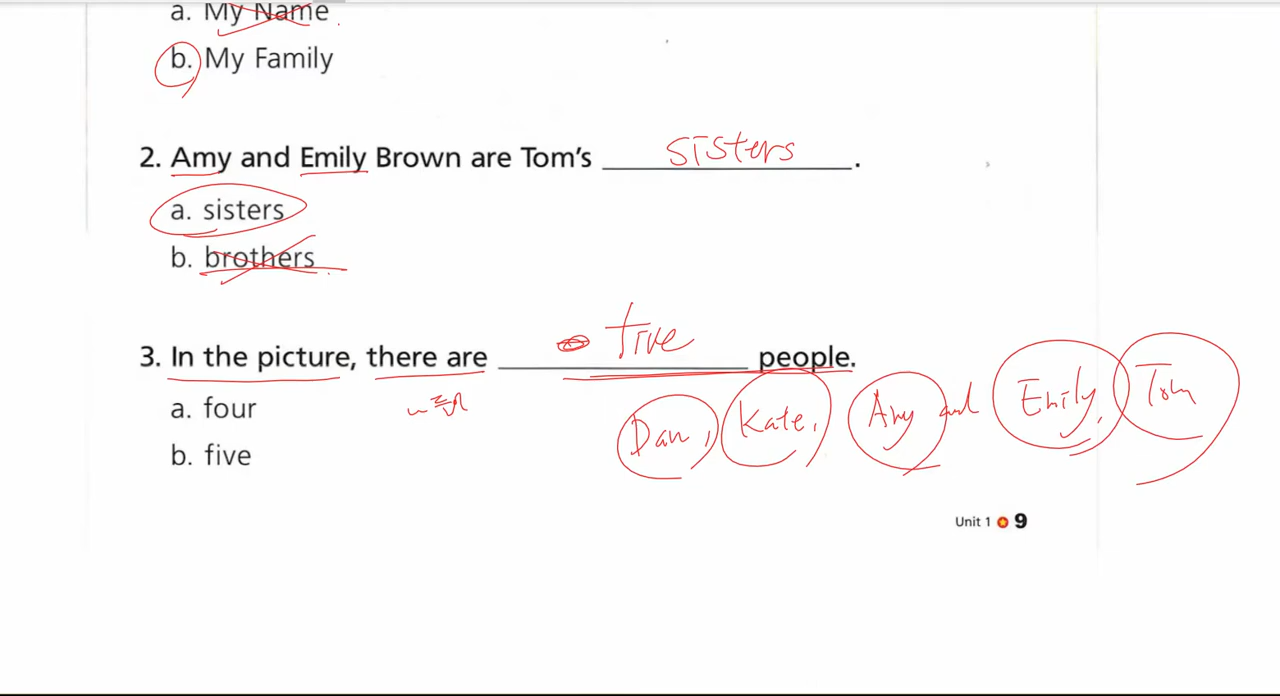 a. My Name
b. My Family
2. Amy and Emily Brown are Tom's sisters.
a. sisters
b. brothers
3. In the picture, there are five people.
a. four
b. five
Dan, Kate, Amy and Emily, Tom
Unit 1 9